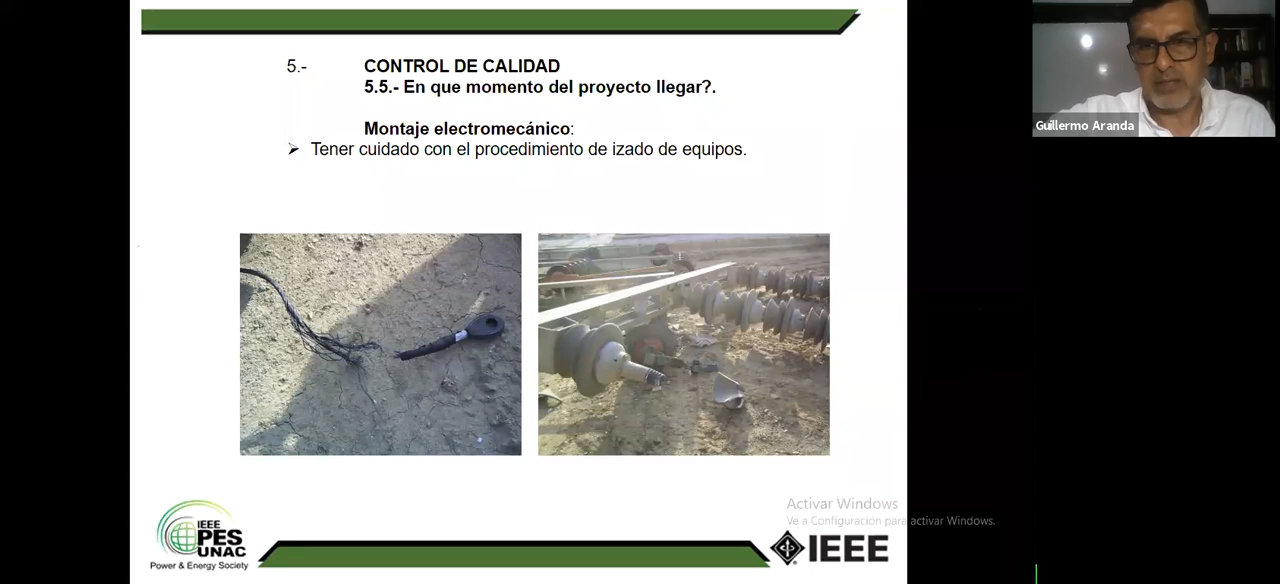 5.- CONTROL DE CALIDAD
5.5.- En que momento del proyecto llegar?.
Montaje electromecánico:
➢ Tener cuidado con el procedimiento de izado de equipos.
Guillermo Aranda
Activar Windows
Ve a Configuración para activar Windows.
IEEE
PES
UNAC
Power & Energy Society
IEEE